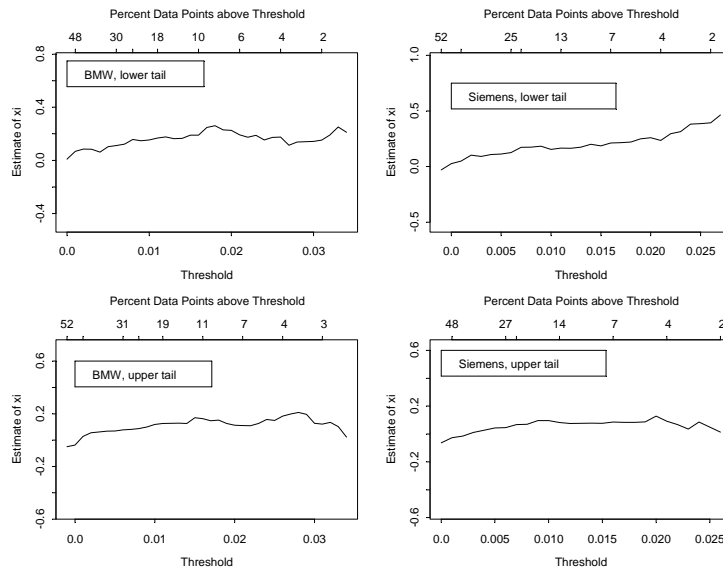 Percent Data Points above Threshold
48 30 18 10 6 4 2
BMW, lower tail
Estimate of xi
-0.4 0.0 0.4 0.8
0.0 0.01 0.02 0.03
Threshold
Percent Data Points above Threshold
52 25 13 7 4 2
Siemens, lower tail
Estimate of xi
-0.5 0.0 0.5 1.0
0.0 0.005 0.010 0.015 0.020 0.025
Threshold
Percent Data Points above Threshold
52 31 19 11 7 4 3
BMW, upper tail
Estimate of xi
-0.6 -0.2 0.2 0.6
0.0 0.01 0.02 0.03
Threshold
Percent Data Points above Threshold
48 27 14 7 4 2
Siemens, upper tail
Estimate of xi
-0.6 -0.2 0.2 0.6
0.0 0.005 0.010 0.015 0.020 0.025
Threshold